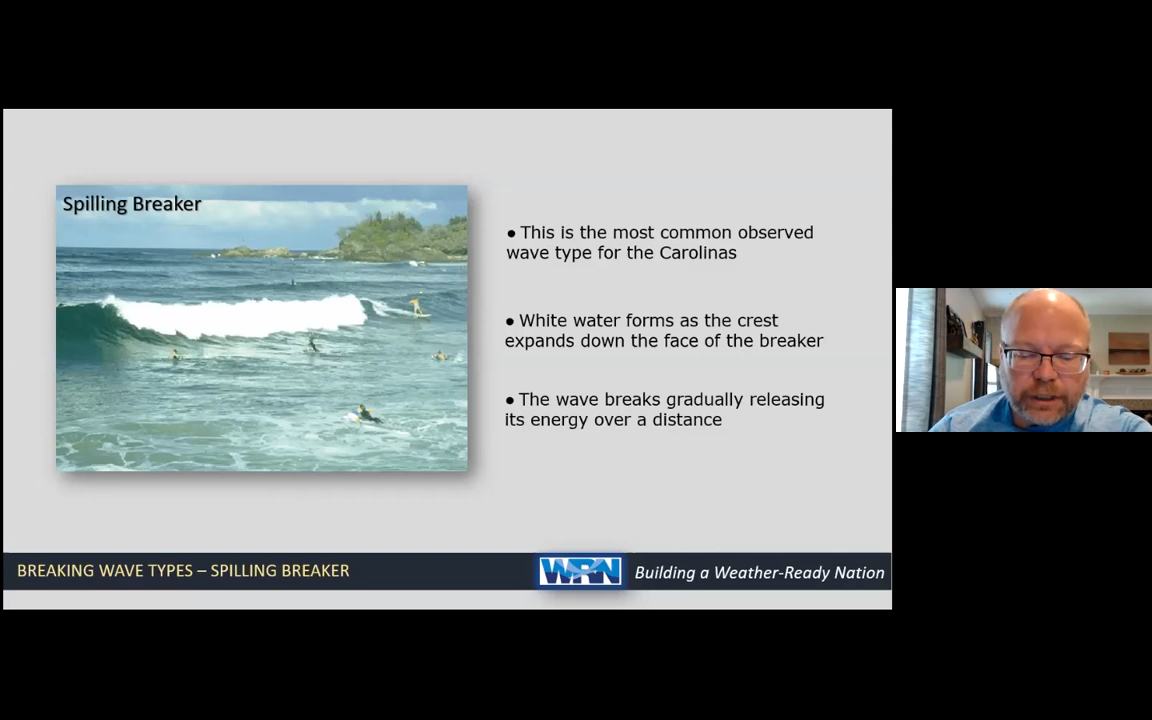 Spilling Breaker
● This is the most common observed
wave type for the Carolinas
● White water forms as the crest
expands down the face of the breaker
● The wave breaks gradually releasing
its energy over a distance
BREAKING WAVE TYPES – SPILLING BREAKER
WRN
Building a Weather-Ready Nation